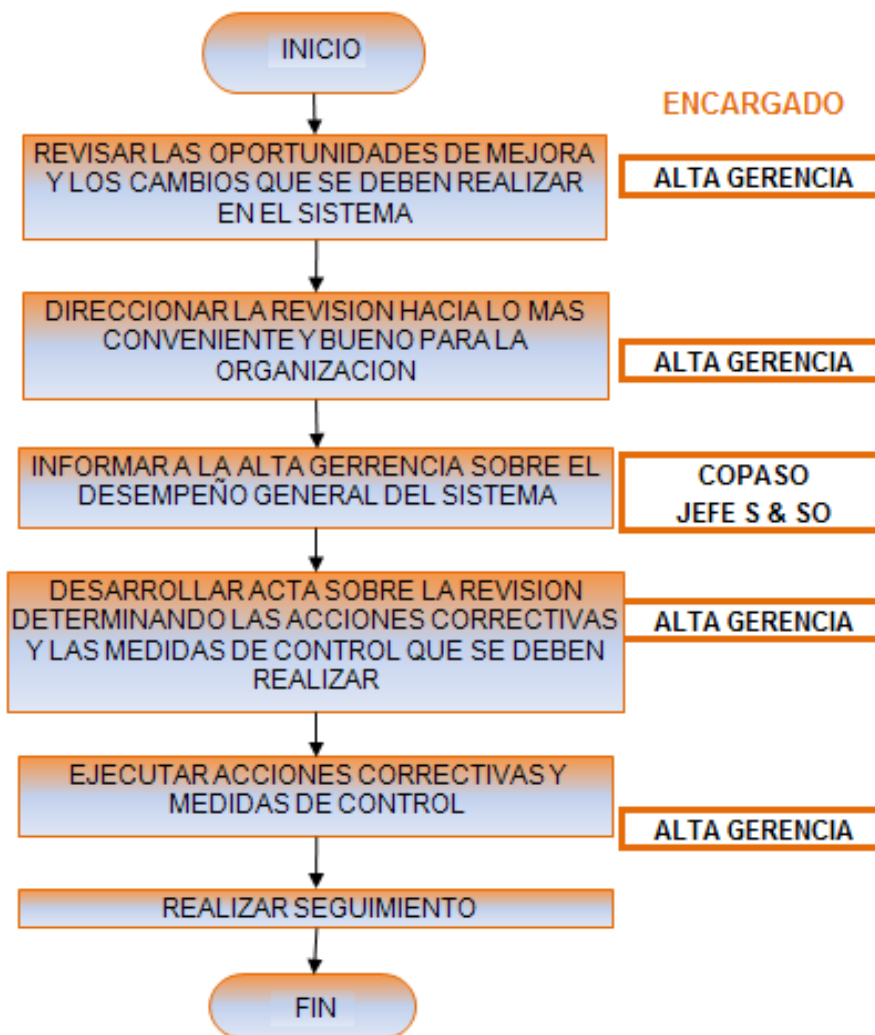 INICIO
ENCARGADO
REVISAR LAS OPORTUNIDADES DE MEJORA
Y LOS CAMBIOS QUE SE DEBEN REALIZAR
EN EL SISTEMA
ALTA GERENCIA
DIRECCIONAR LA REVISION HACIA LO MAS
CONVENIENTE Y BUENO PARA LA
ORGANIZACION
ALTA GERENCIA
INFORMAR A LA ALTA GERRENCIA SOBRE EL
DESEMPEÑO GENERAL DEL SISTEMA
COPASO
JEFE S & SO
DESARROLLAR ACTA SOBRE LA REVISION
DETERMINANDO LAS ACCIONES CORRECTIVAS
Y LAS MEDIDAS DE CONTROL QUE SE DEBEN
REALIZAR
ALTA GERENCIA
EJECUTAR ACCIONES CORRECTIVAS Y
MEDIDAS DE CONTROL
ALTA GERENCIA
REALIZAR SEGUIMIENTO
FIN